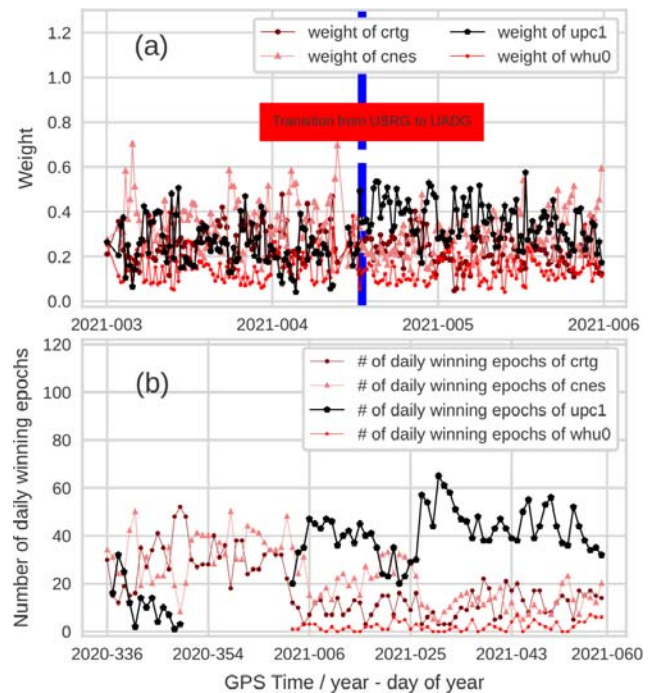 (a)
weight of crtg
weight of cnes
weight of upc1
weight of whu0
Transition from USRG to UADG
Weight
1.2
1.0
0.8
0.6
0.4
0.2
0.0
2021-003
2021-004
2021-005
2021-006
(b)
# of daily winning epochs of crtg
# of daily winning epochs of cnes
# of daily winning epochs of upc1
# of daily winning epochs of whu0
Number of daily winning epochs
120
100
80
60
40
20
0
2020-336
2020-354
2021-006
2021-025
2021-043
2021-060
GPS Time / year - day of year